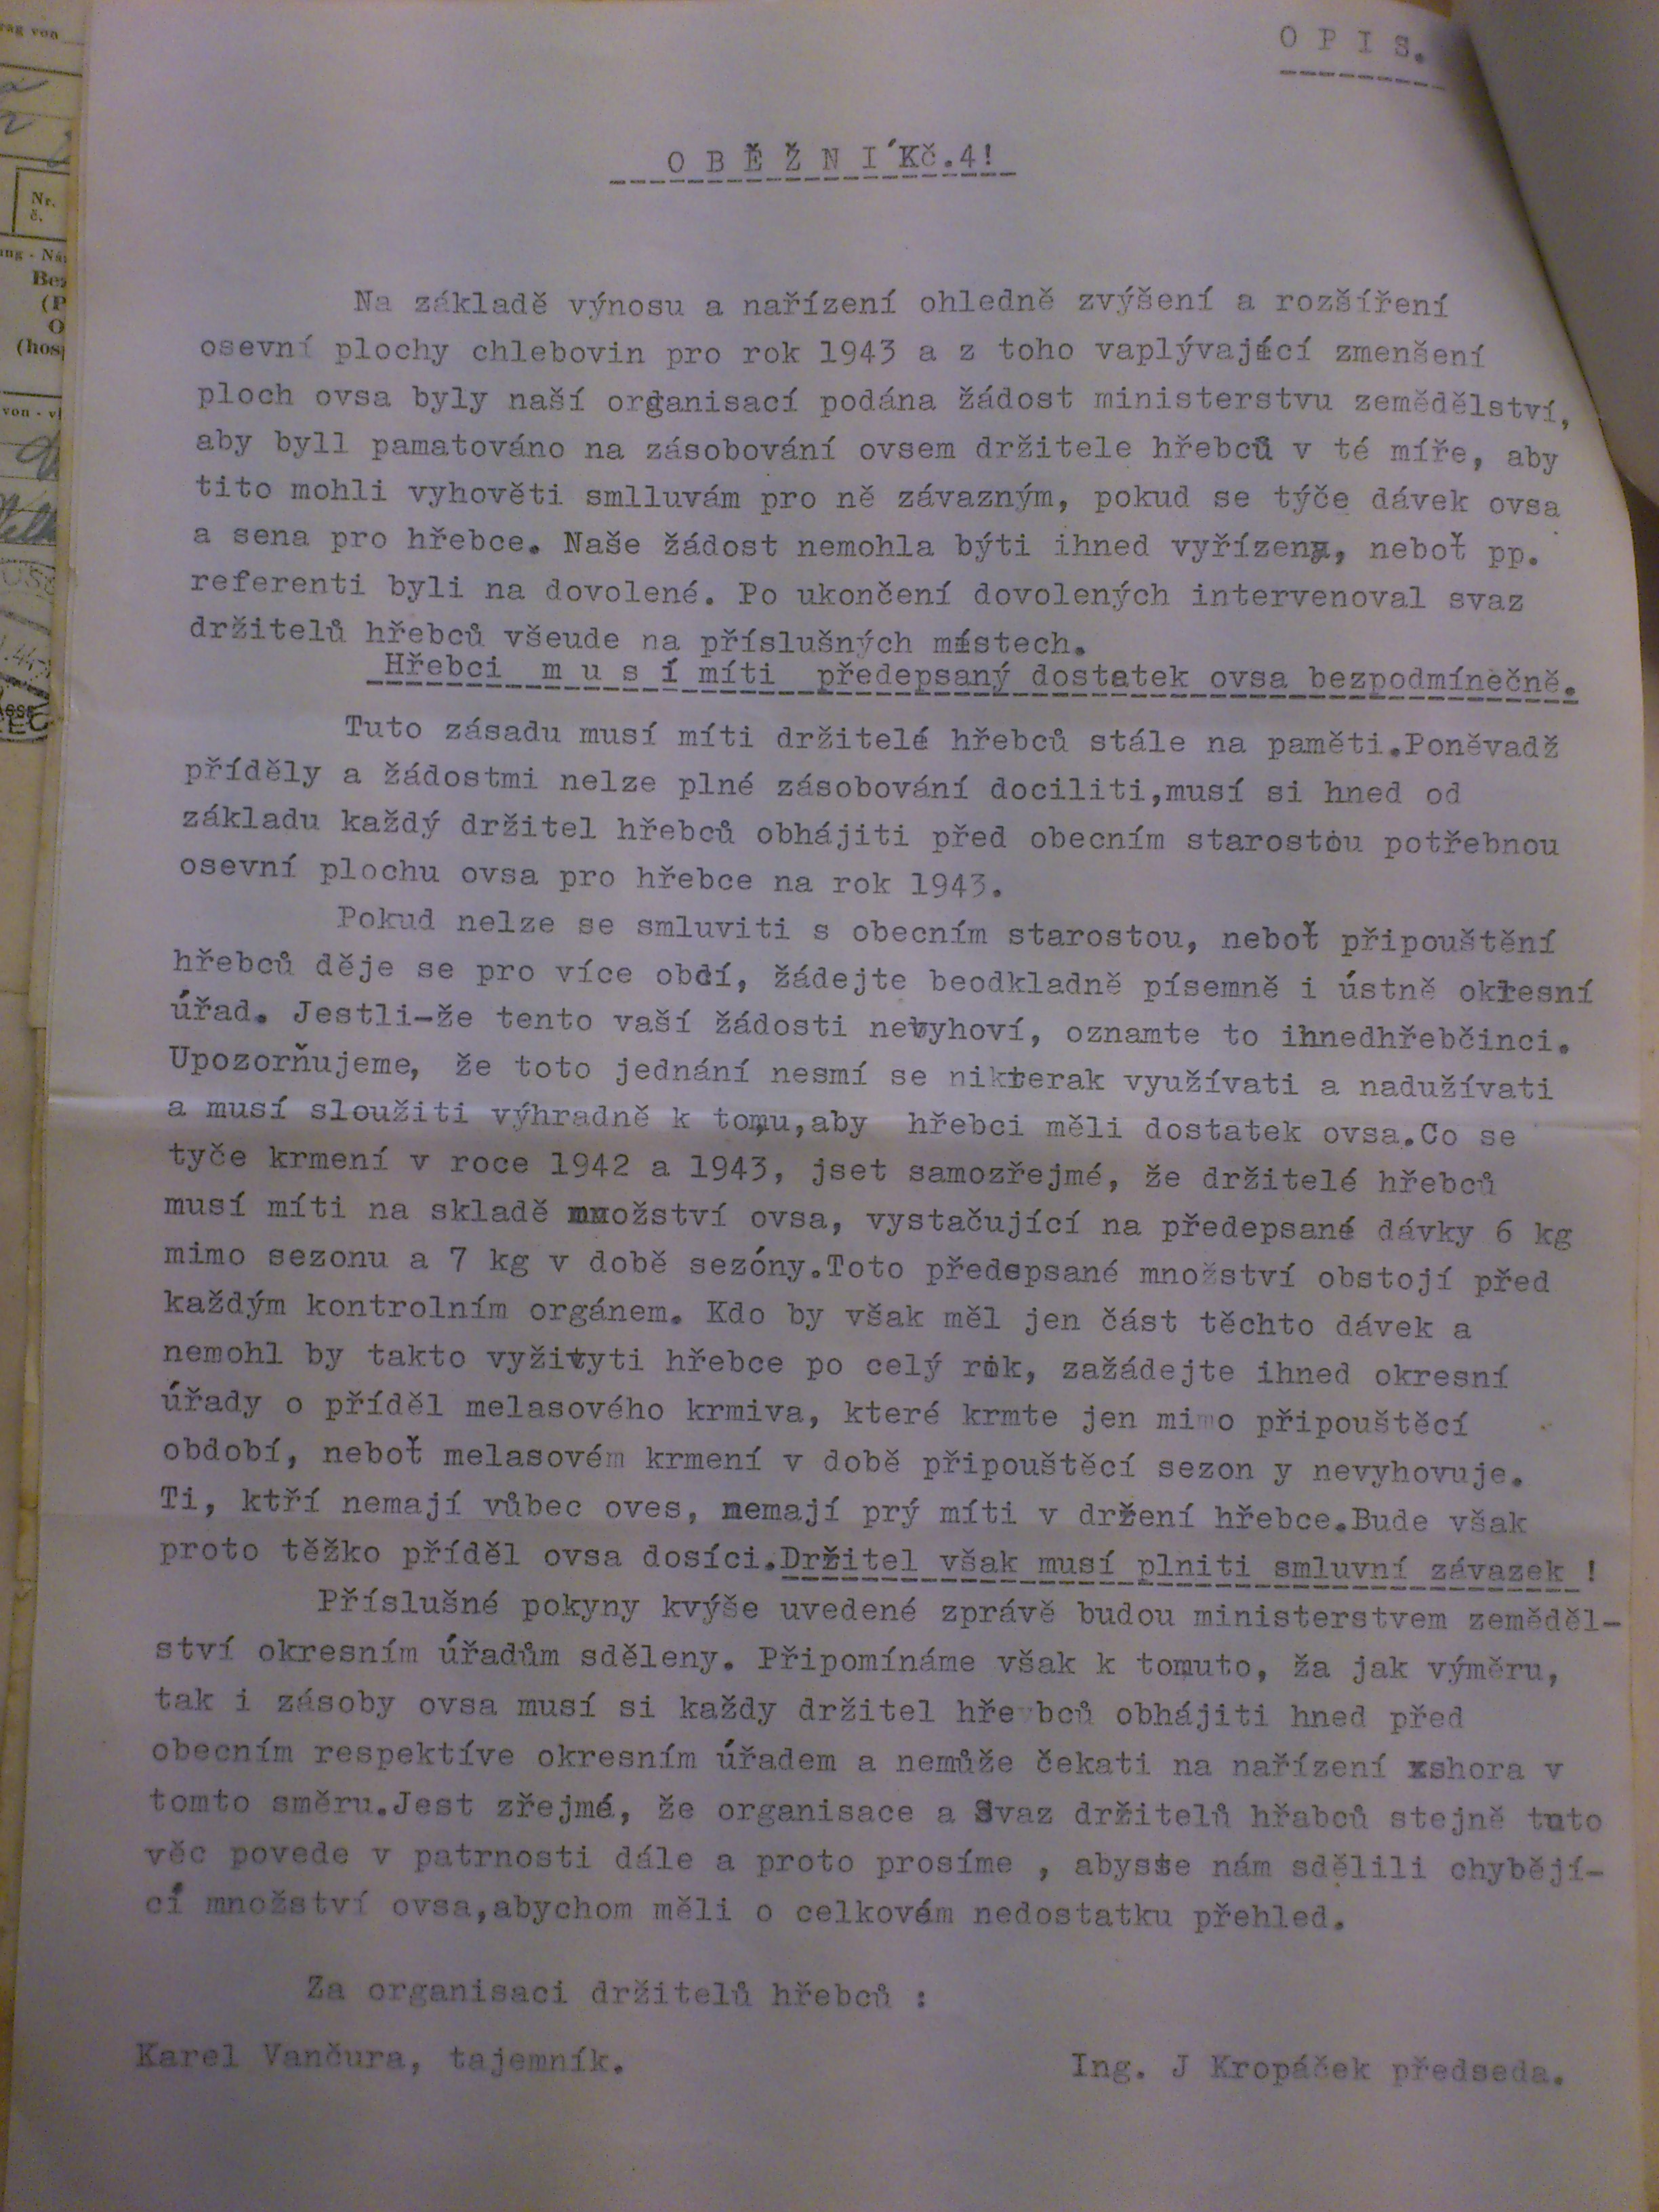 O P I S.
O B Ě Ž N Í K č.4!
Na základě výnosu a nařízení ohledně zvýšení a rozšíření
osevní plochy chlebovin pro rok 1943 a z toho vaplývající zmenšení
ploch ovsa byly naší organisací podána žádost ministerstvu zemědělství,
aby byll pamatováno na zásobování ovsem držitele hřebců v té míře, aby
tito mohli vyhověti smlluvám pro ně závazným, pokud se týče dávek ovsa
a sena pro hřebce. Naše žádost nemohla býti ihned vyřízena, neboť pp.
referenti byli na dovolené. Po ukončení dovolených intervenoval svaz
držitelů hřebců všeude na příslušných místech.
Hřebci m u s í míti předepsaný dostatek ovsa bezpodmínečně.
Tuto zásadu musí míti držitelé hřebců stále na paměti.Poněvadž
příděly a žádostmi nelze plné zásobování dociliti,musí si hned od
základu každý držitel hřebců obhájiti před obecním starostou potřebnou
osevní plochu ovsa pro hřebce na rok 1943.
Pokud nelze se smluviti s obecním starostou, neboť připouštění
hřebců děje se pro více obcí, žádejte beodkladně písemně i ústně okresní
úřad. Jestli-že tento vaší žádosti nevyhoví, oznamte to ihnedhřebčinci.
Upozorňujeme, že toto jednání nesmí se nikterak využívati a nadužívati
a musí sloužiti výhradně k tomu,aby hřebci měli dostatek ovsa.Co se
tyče krmení v roce 1942 a 1943, jset samozřejmé, že držitelé hřebců
musí míti na skladě množství ovsa, vystačující na předepsané dávky 6 kg
mimo sezonu a 7 kg v době sezóny.Toto předepsané množství obstojí před
každým kontrolním orgánem. Kdo by však měl jen část těchto dávek a
nemohl by takto vyživyti hřebce po celý rok, zažádejte ihned okresní
úřady o příděl melasového krmiva, které krmte jen mimo připouštěcí
období, neboť melasovém krmení v době připouštěcí sezon y nevyhovuje.
Ti, ktří nemají vůbec oves, nemají prý míti v držení hřebce.Bude však
proto těžko příděl ovsa dosíci.Držitel však musí plniti smluvní závazek !
Příslušné pokyny kvýše uvedené zprávě budou ministerstvem zeměděl-
ství okresním úřadům sděleny. Připomínáme však k tomuto, ža jak výměru,
tak i zásoby ovsa musí si každy držitel hře bců obhájiti hned před
obecním respektíve okresním úřadem a nemůže čekati na nařízení shora v
tomto směru.Jest zřejmé, že organisace a Svaz držitelů hřabců stejně tuto
věc povede v patrnosti dále a proto prosíme , abyste nám sdělili chybějí-
cí množství ovsa,abychom měli o celkovém nedostatku přehled.
Za organisaci držitelů hřebců :
Karel Vančura, tajemník.
Ing. J Kropáček předseda.
Nr.
č.
(hos
von